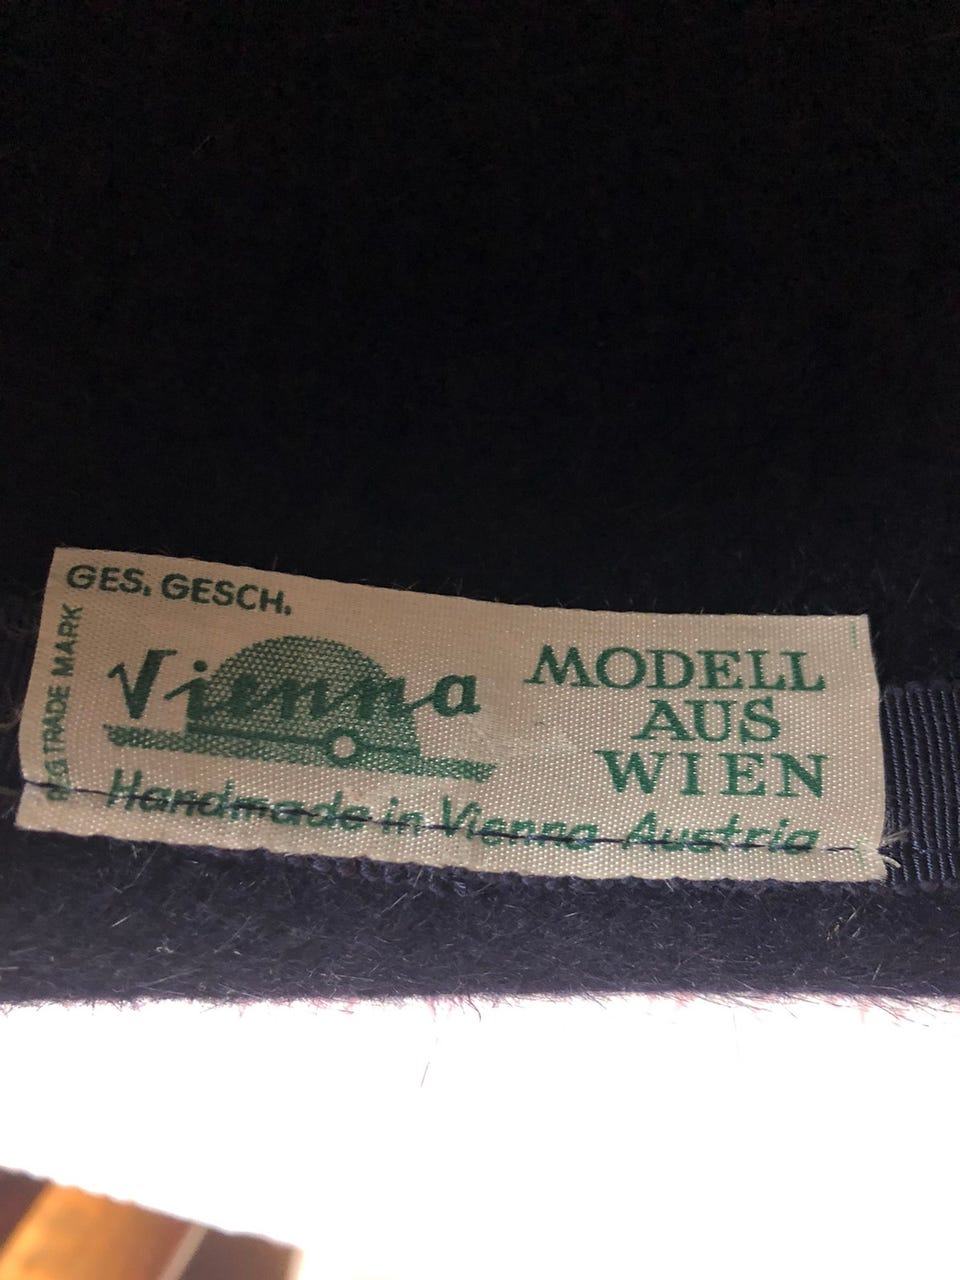 GES. GESCH.
REG TRADE MARK
Vienna
MODELL
AUS
WIEN
Handmade in Vienna Austria